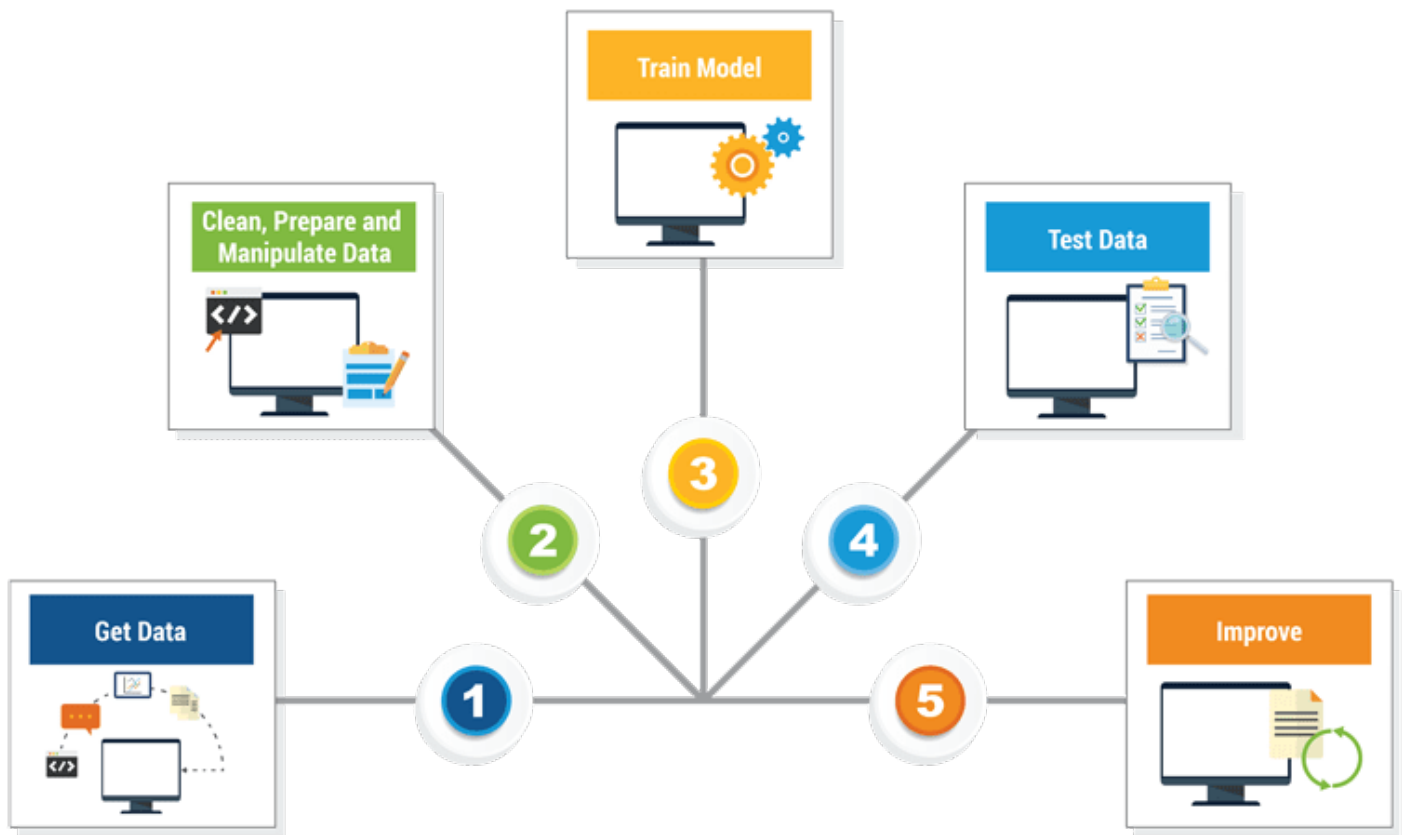 Train Model
Clean, Prepare and
Manipulate Data
</>
Test Data
3
2
4
Get Data
</>
1
5
Improve